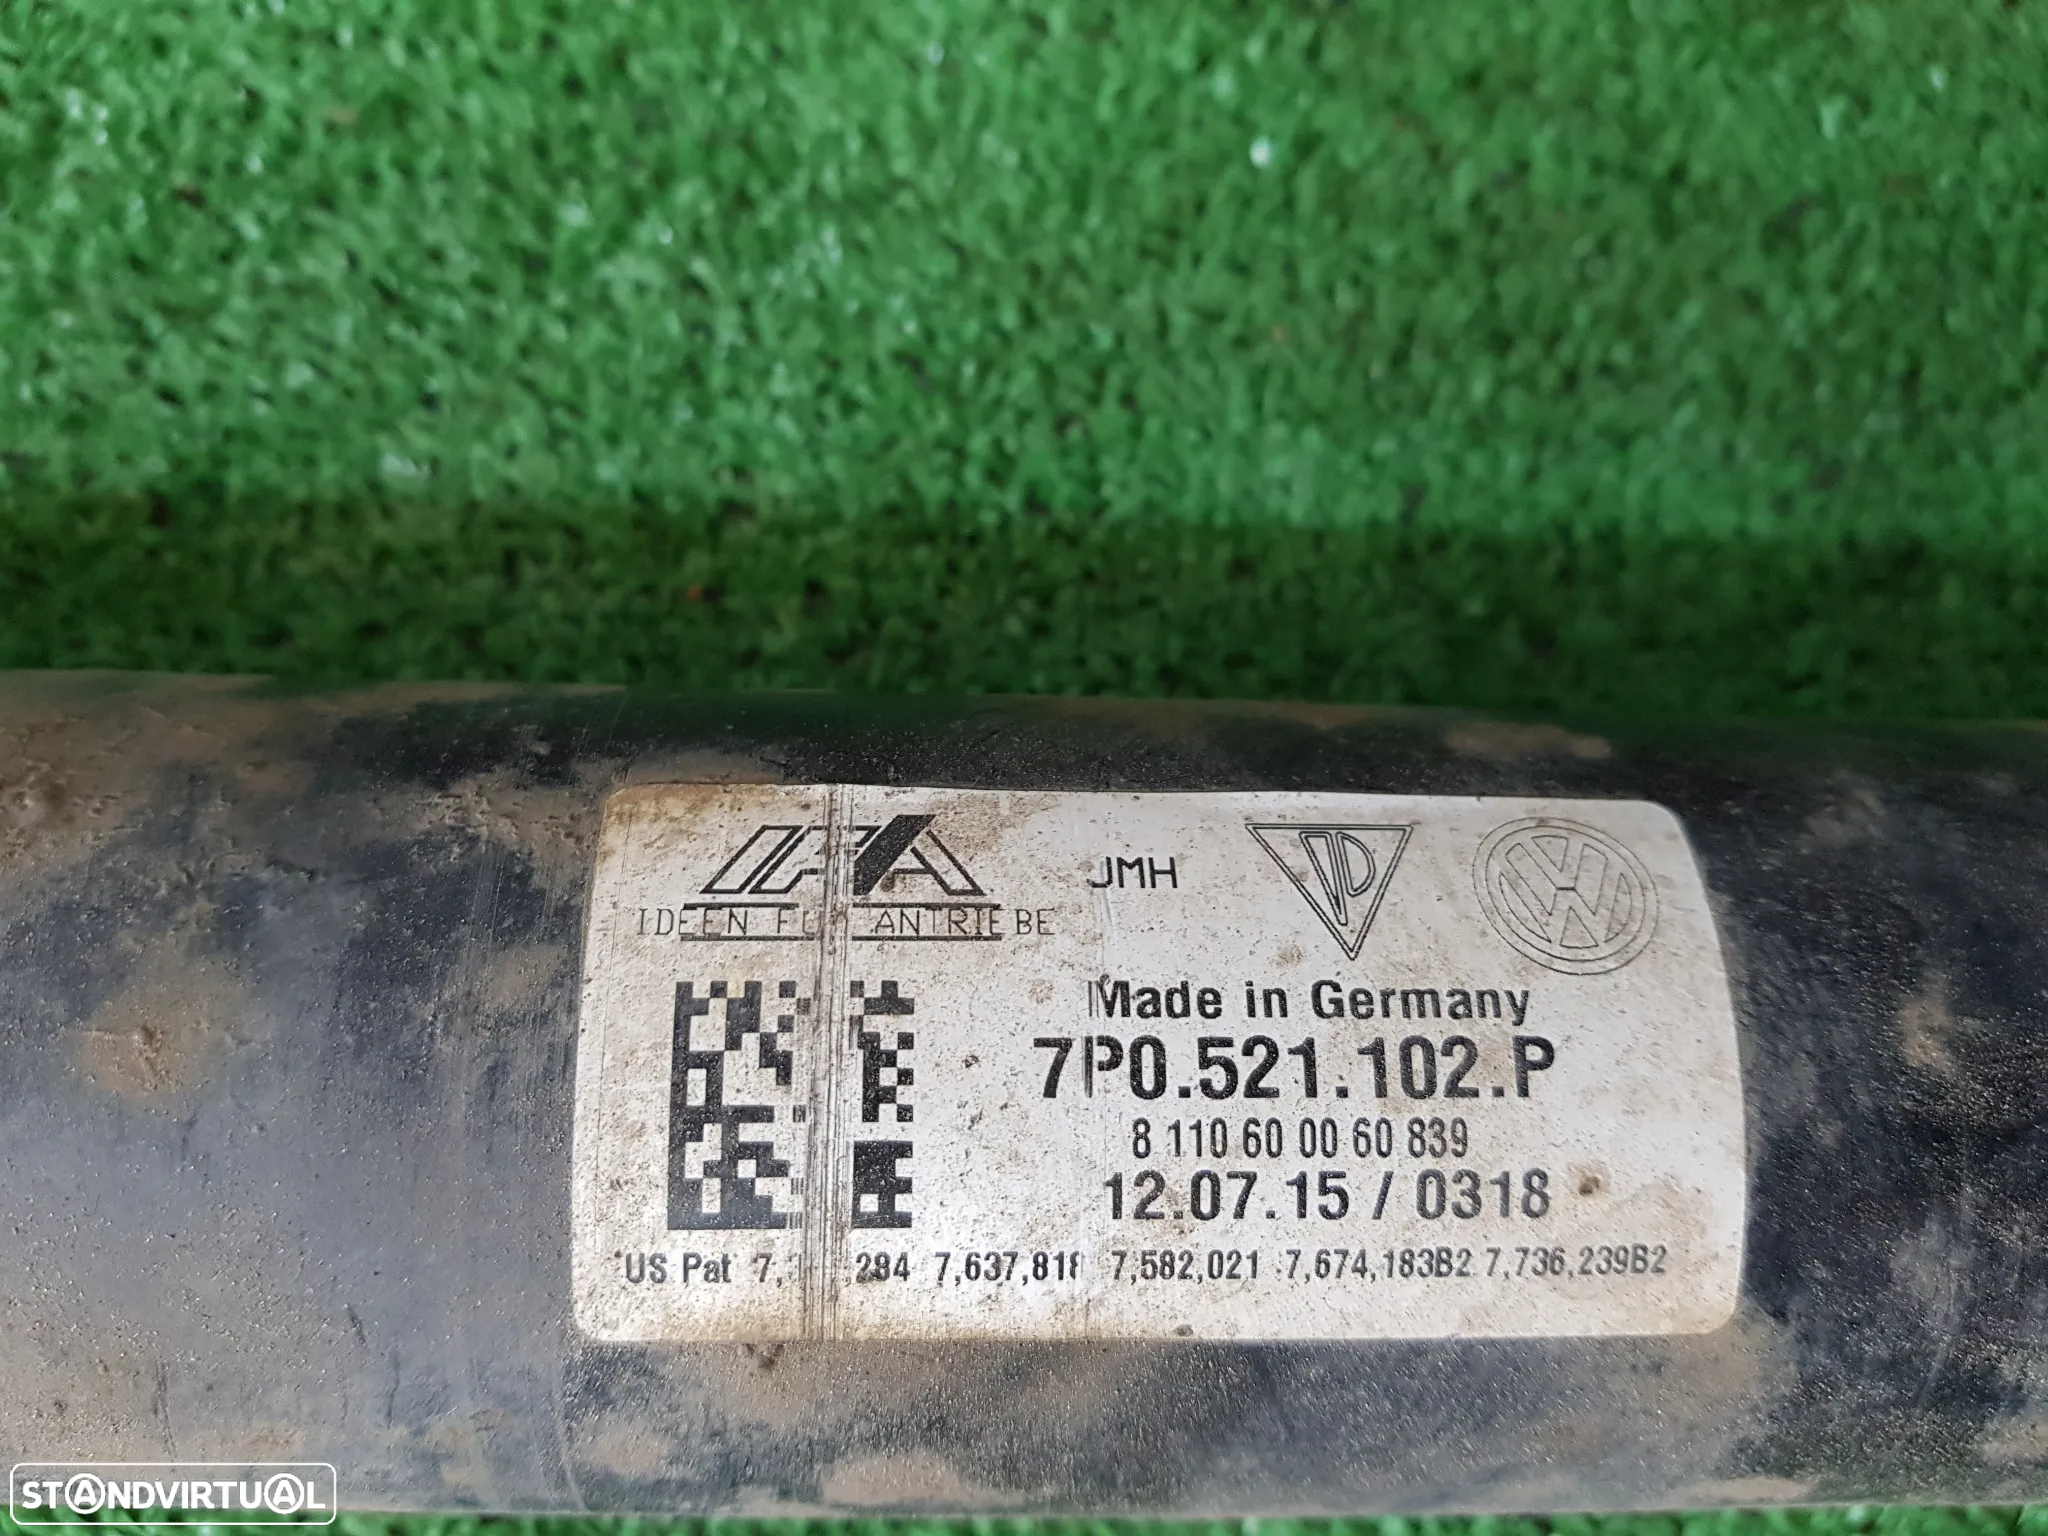 IFA
IDEEN FÜR ANTRIEBE
JMH
Made in Germany
7P0.521.102.P
8 110 60 00 60 839
12.07.15 / 0318
US Pat 7,637,818 7,582,021 7,674,183B2 7,736,239B2
STANDVIRTUAL